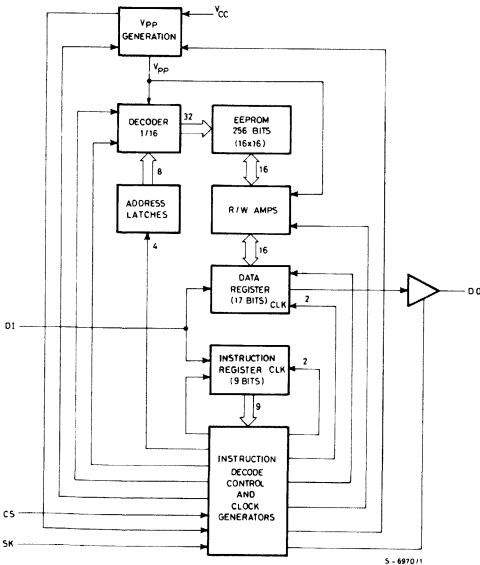 VPP
GENERATION
VCC
VPP
DECODER
1/16
32
EEPROM
256 BITS
(16x16)
8
16
ADDRESS
LATCHES
R/W AMPS
4
16
DATA
REGISTER
(17 BITS)
CLK
2
DO
DI
INSTRUCTION
REGISTER CLK
(9 BITS)
2
9
INSTRUCTION
DECODE
CONTROL
AND
CLOCK
GENERATORS
CS
SK
S-6970/1